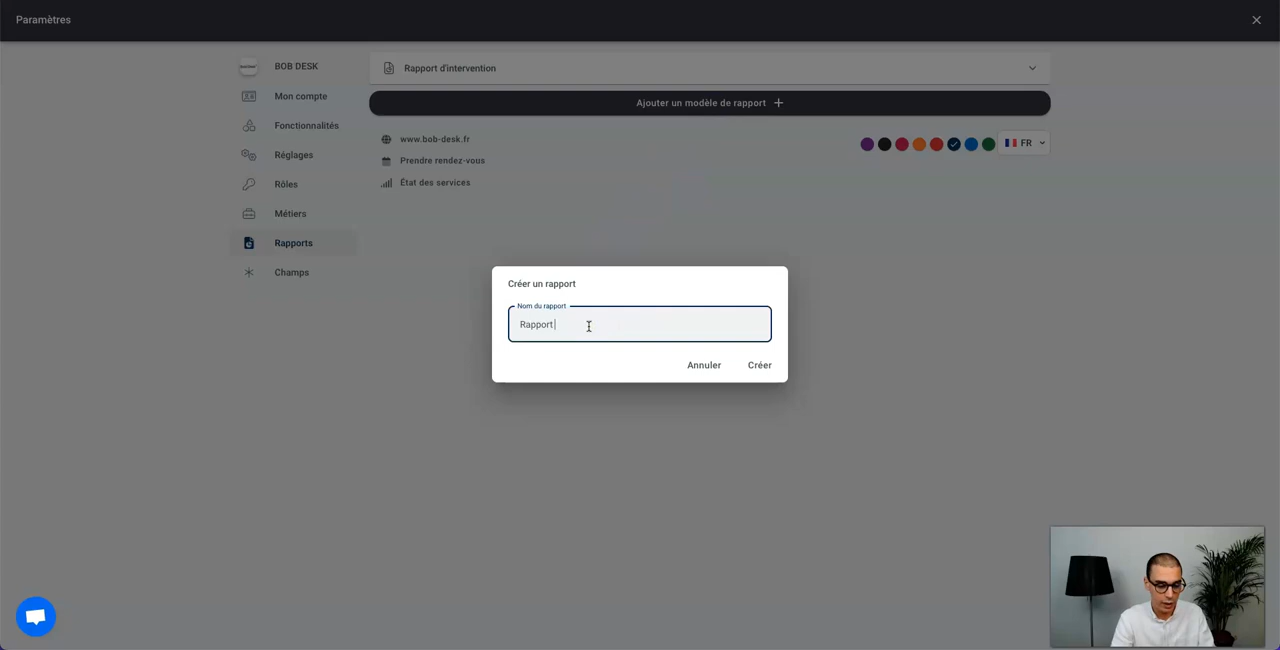 Paramètres
BOB DESK
Mon compte
Fonctionnalités
Réglages
Rôles
Métiers
Rapports
Champs
Rapport d'intervention
Ajouter un modèle de rapport
www.bob-desk.fr
Prendre rendez-vous
État des services
FR
Créer un rapport
Nom du rapport
Rapport
Annuler
Créer